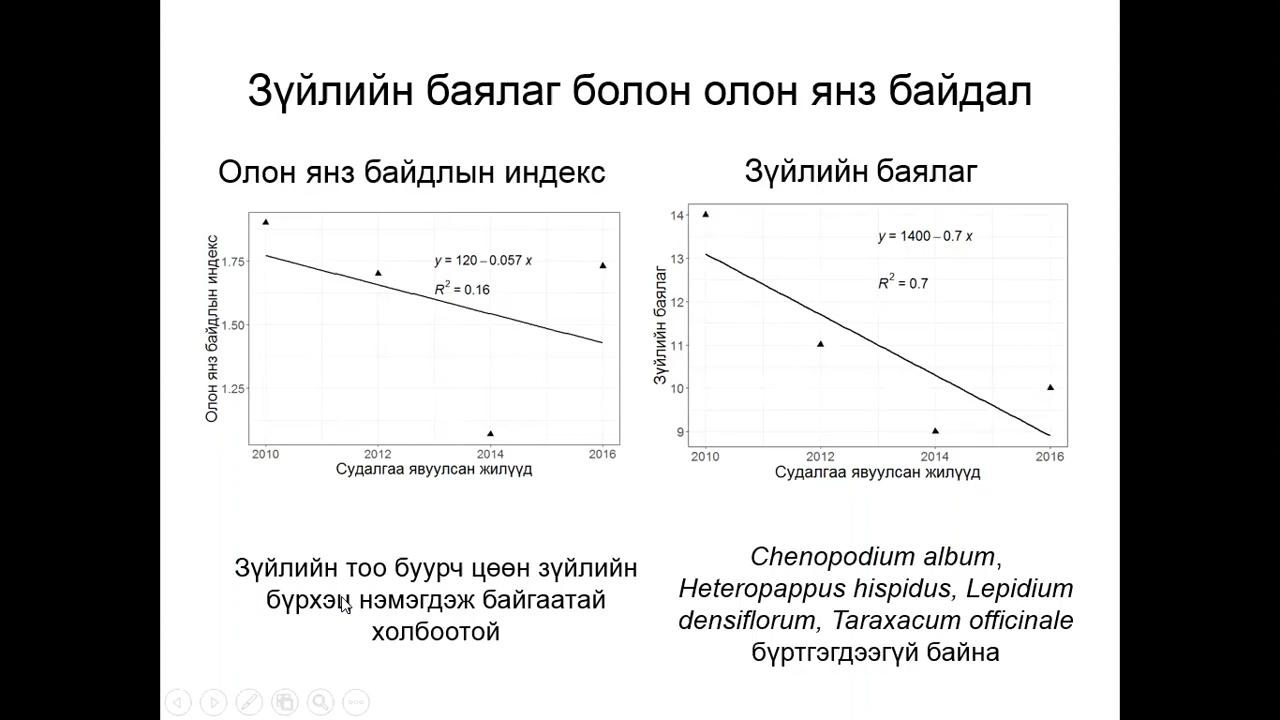 Зүйлийн баялаг болон олон янз байдал
Олон янз байдлын индекс
Олон янз байдлын индекс
1.75
1.50
1.25
y = 120 – 0.057 x
R2 = 0.16
2010 2012 2014 2016
Судалгаа явуулсан жилүүд
Зүйлийн тоо буурч цөөн зүйлийн
бүрхэц нэмэгдэж байгаатай
холбоотой
Зүйлийн баялаг
Зүйлийн баялаг
14
13
12
11
10
9
y = 1400 – 0.7 x
R2 = 0.7
2010 2012 2014 2016
Судалгаа явуулсан жилүүд
Chenopodium album,
Heteropappus hispidus, Lepidium
densiflorum, Taraxacum officinale
бүртгэгдээгүй байна